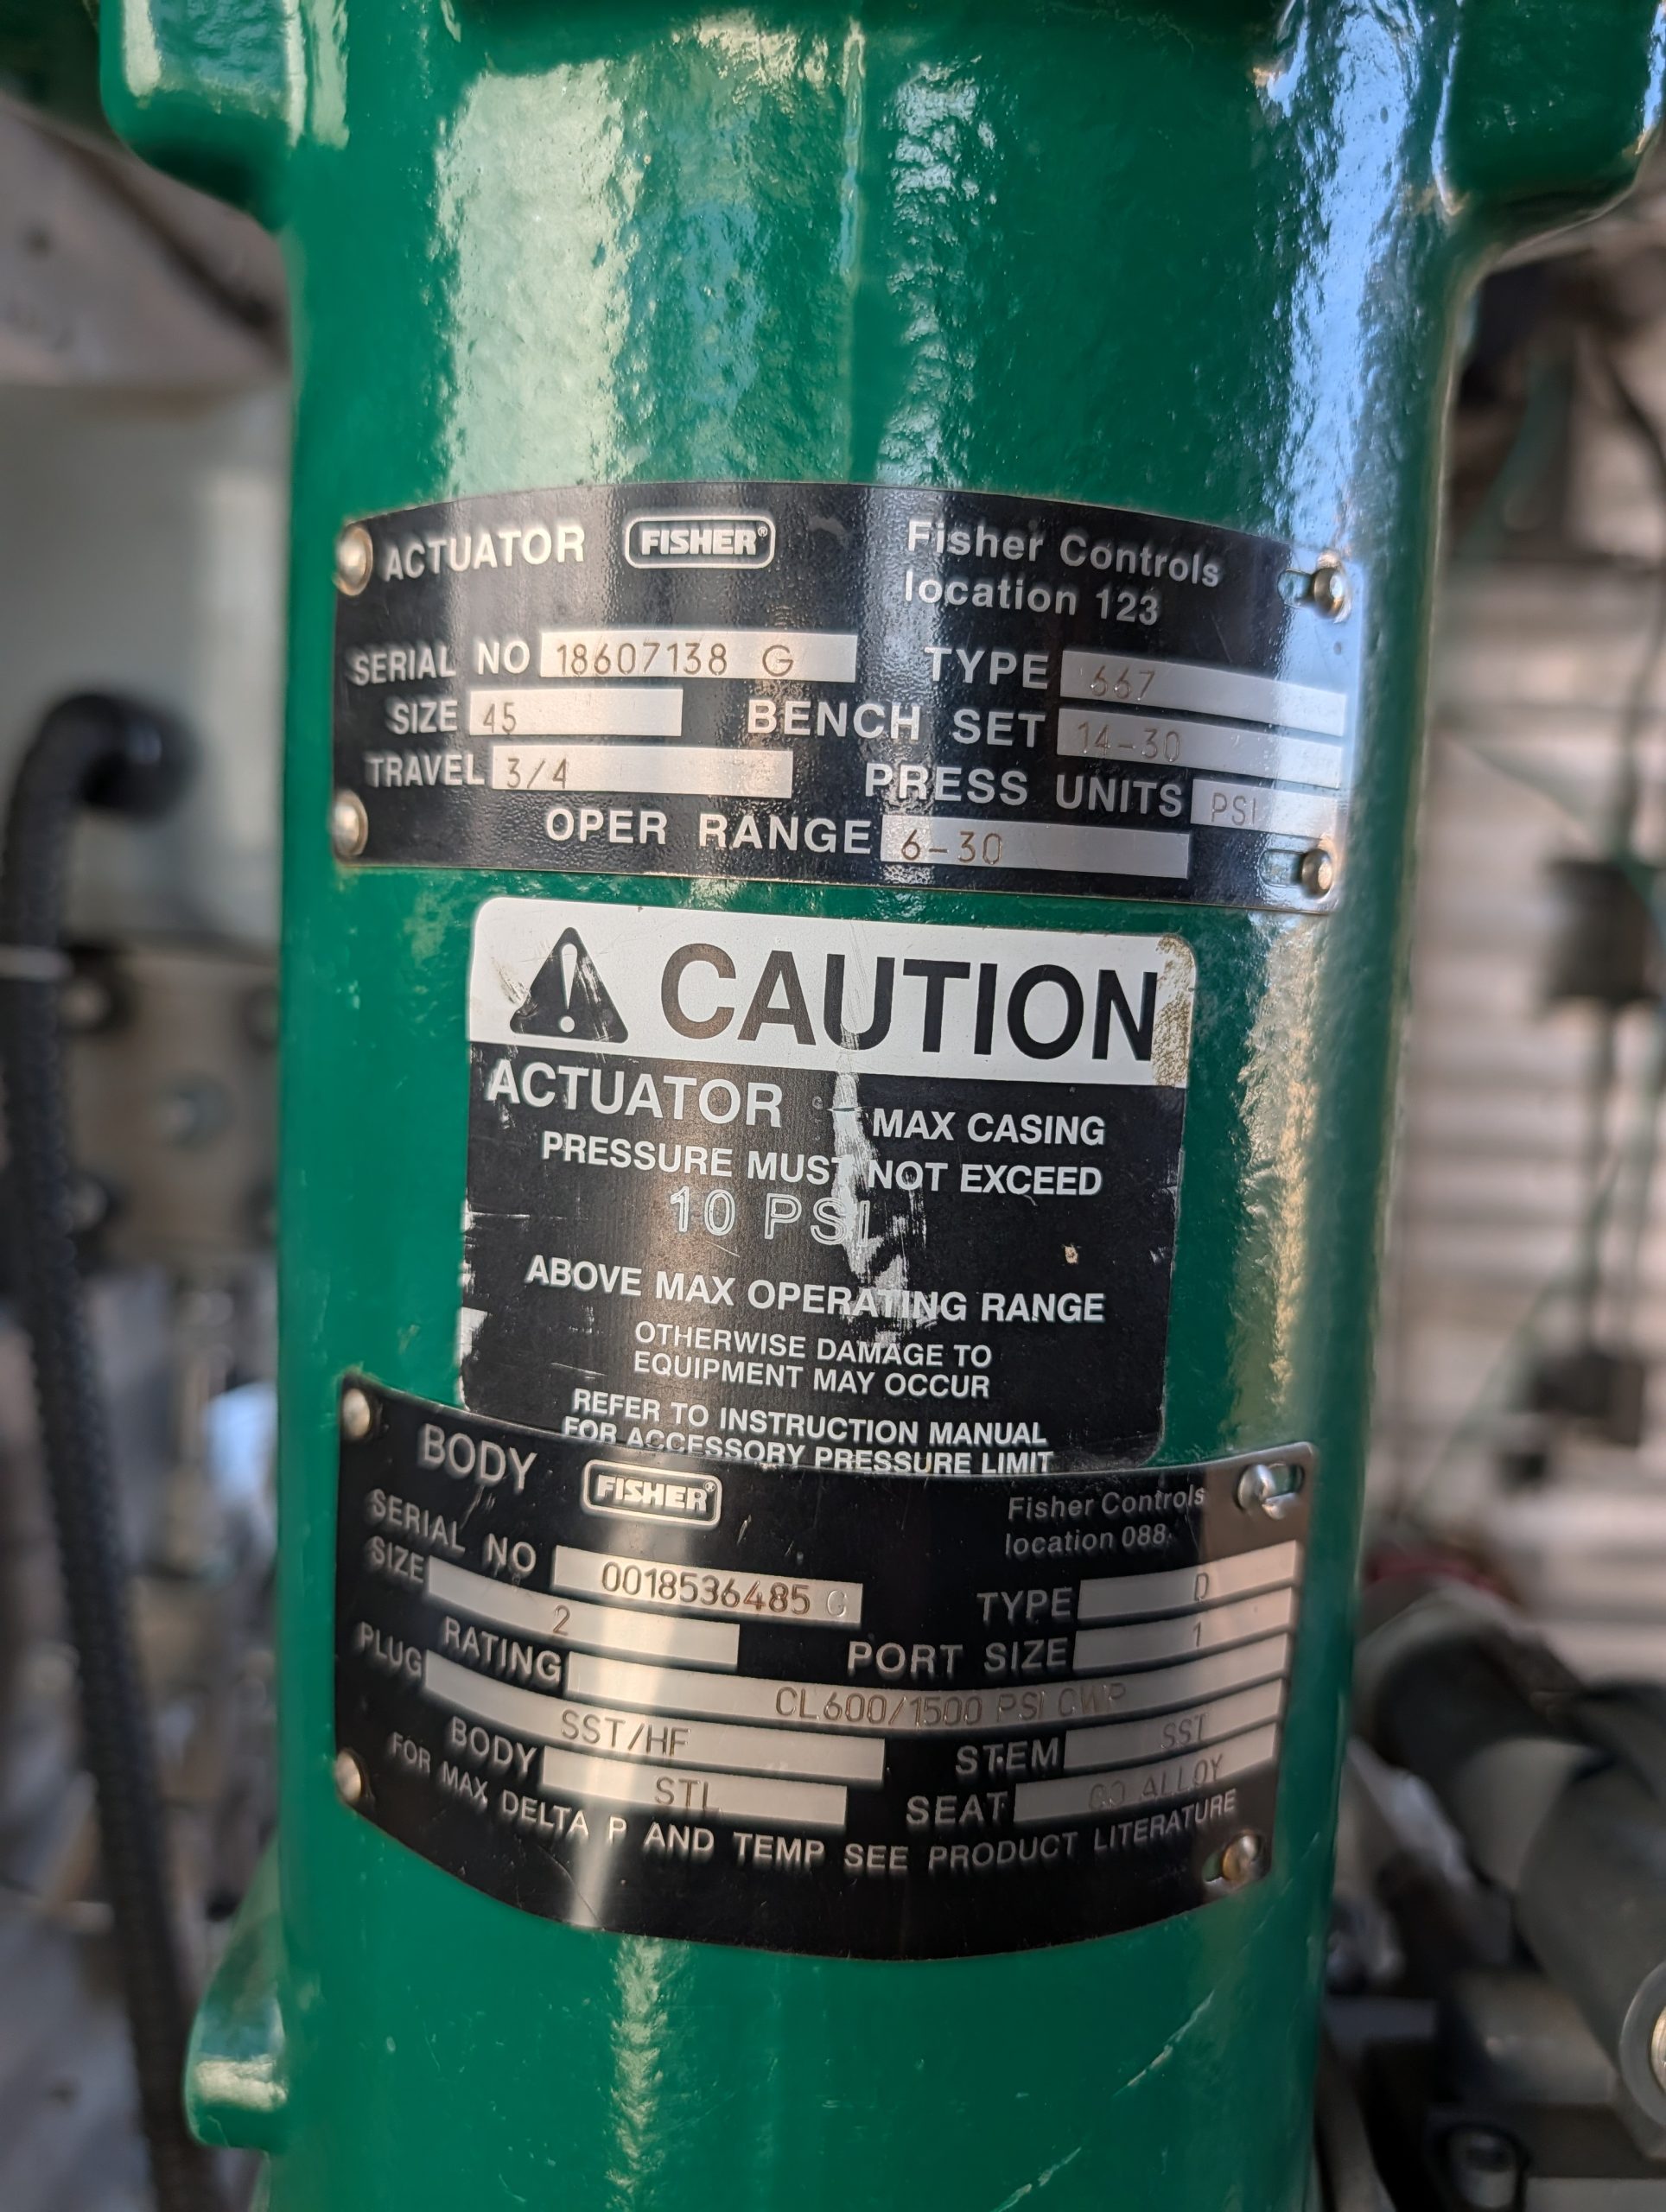 ACTUATOR FISHER® Fisher Controls
location 123
SERIAL NO 18607138 G TYPE 667
SIZE 45 BENCH SET 14-30
TRAVEL 3/4 PRESS UNITS PSI
OPER RANGE 6-30
CAUTION
ACTUATOR MAX CASING
PRESSURE MUST NOT EXCEED
10 PSI
ABOVE MAX OPERATING RANGE
OTHERWISE DAMAGE TO
EQUIPMENT MAY OCCUR
REFER TO INSTRUCTION MANUAL
FOR ACCESSORY PRESSURE LIMIT
BODY FISHER® Fisher Controls
location 088
SERIAL NO 0018536485 G TYPE D
SIZE 2 PORT SIZE 1
RATING CL600/1500 PSI CWP
PLUG SST/HF STEM SST
BODY STL SEAT CO ALLOY
FOR MAX DELTA P AND TEMP SEE PRODUCT LITERATURE